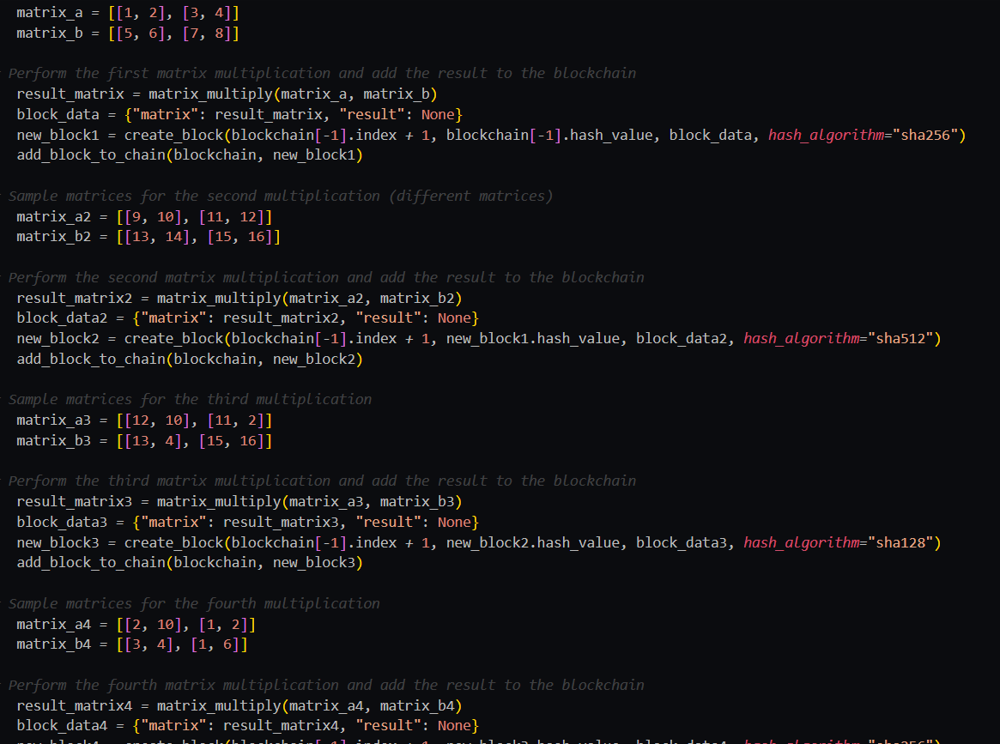 matrix_a = [[1, 2], [3, 4]]
matrix_b = [[5, 6], [7, 8]]
Perform the first matrix multiplication and add the result to the blockchain
result_matrix = matrix_multiply(matrix_a, matrix_b)
block_data = {"matrix": result_matrix, "result": None}
new_block1 = create_block(blockchain[-1].index + 1, blockchain[-1].hash_value, block_data, hash_algorithm="sha256")
add_block_to_chain(blockchain, new_block1)
Sample matrices for the second multiplication (different matrices)
matrix_a2 = [[9, 10], [11, 12]]
matrix_b2 = [[13, 14], [15, 16]]
Perform the second matrix multiplication and add the result to the blockchain
result_matrix2 = matrix_multiply(matrix_a2, matrix_b2)
block_data2 = {"matrix": result_matrix2, "result": None}
new_block2 = create_block(blockchain[-1].index + 1, new_block1.hash_value, block_data2, hash_algorithm="sha512")
add_block_to_chain(blockchain, new_block2)
Sample matrices for the third multiplication
matrix_a3 = [[12, 10], [11, 2]]
matrix_b3 = [[13, 4], [15, 16]]
Perform the third matrix multiplication and add the result to the blockchain
result_matrix3 = matrix_multiply(matrix_a3, matrix_b3)
block_data3 = {"matrix": result_matrix3, "result": None}
new_block3 = create_block(blockchain[-1].index + 1, new_block2.hash_value, block_data3, hash_algorithm="sha128")
add_block_to_chain(blockchain, new_block3)
Sample matrices for the fourth multiplication
matrix_a4 = [[2, 10], [1, 2]]
matrix_b4 = [[3, 4], [1, 6]]
Perform the fourth matrix multiplication and add the result to the blockchain
result_matrix4 = matrix_multiply(matrix_a4, matrix_b4)
block_data4 = {"matrix": result_matrix4, "result": None}